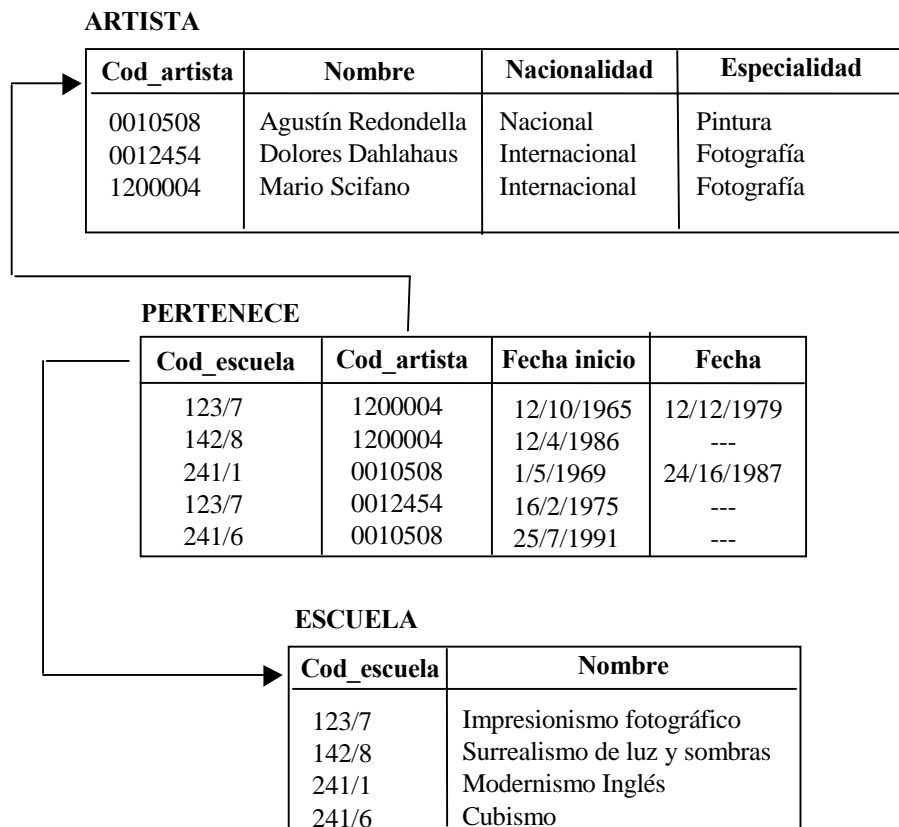 ARTISTA
Cod_artista Nombre Nacionalidad Especialidad
0010508 Agustín Redondella Nacional Pintura
0012454 Dolores Dahlahaus Internacional Fotografía
1200004 Mario Scifano Internacional Fotografía
PERTENECE
Cod_escuela Cod_artista Fecha inicio Fecha
123/7 1200004 12/10/1965 12/12/1979
142/8 1200004 12/4/1986 ---
241/1 0010508 1/5/1969 24/16/1987
123/7 0012454 16/2/1975 ---
241/6 0010508 25/7/1991 ---
ESCUELA
Cod_escuela Nombre
123/7 Impresionismo fotográfico
142/8 Surrealismo de luz y sombras
241/1 Modernismo Inglés
241/6 Cubismo